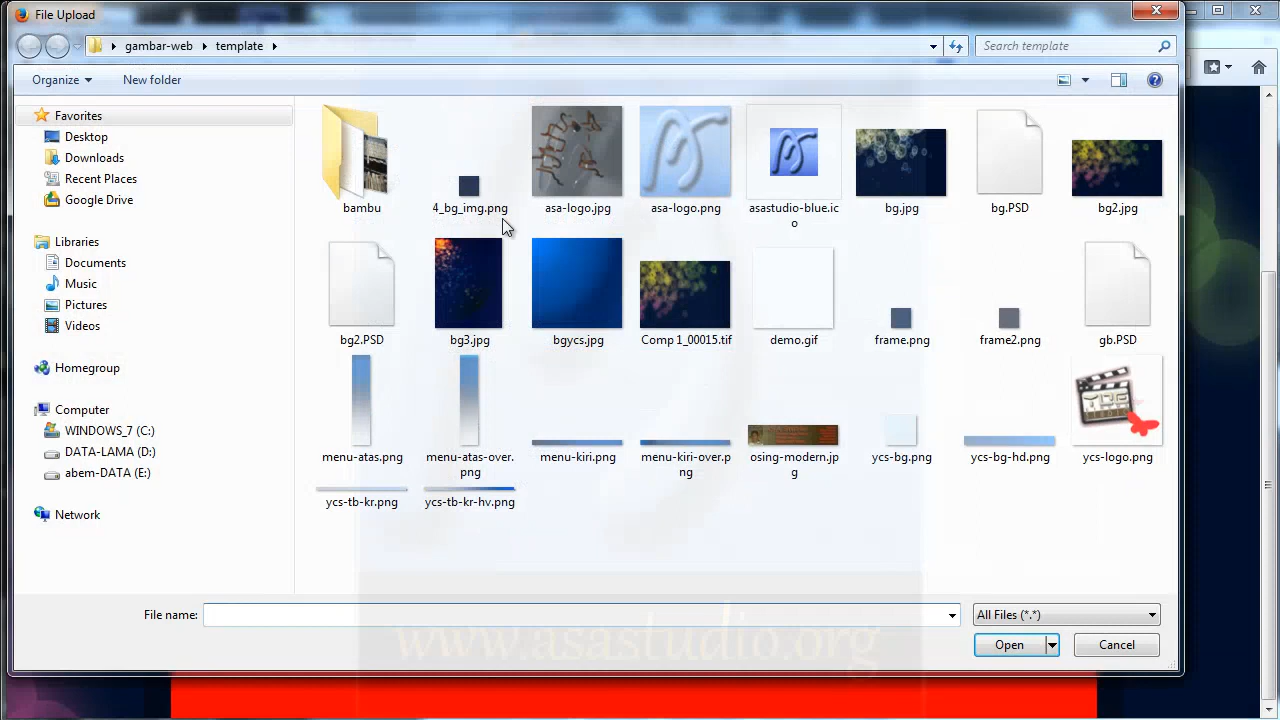 File Upload
gambar-web template
Search template
Organize New folder
Favorites
Desktop
Downloads
Recent Places
Google Drive
Libraries
Documents
Music
Pictures
Videos
Homegroup
Computer
WINDOWS_7 (C:)
DATA-LAMA (D:)
abem-DATA (E:)
Network
bambu 4_bg_img.png asa-logo.jpg asa-logo.png asastudio-blue.ic bg.jpg bg.PSD bg2.jpg
o
bg2.PSD bg3.jpg bgycs.jpg Comp 1_00015.tif demo.gif frame.png frame2.png gb.PSD
menu-atas.png menu-atas-over. menu-kiri.png menu-kiri-over.p osing-modern.jp ycs-bg.png ycs-bg-hd.png ycs-logo.png
png ng g
ycs-tb-kr.png ycs-tb-kr-hv.png
File name: All Files (*.*)
Open Cancel
www.asastudio.org